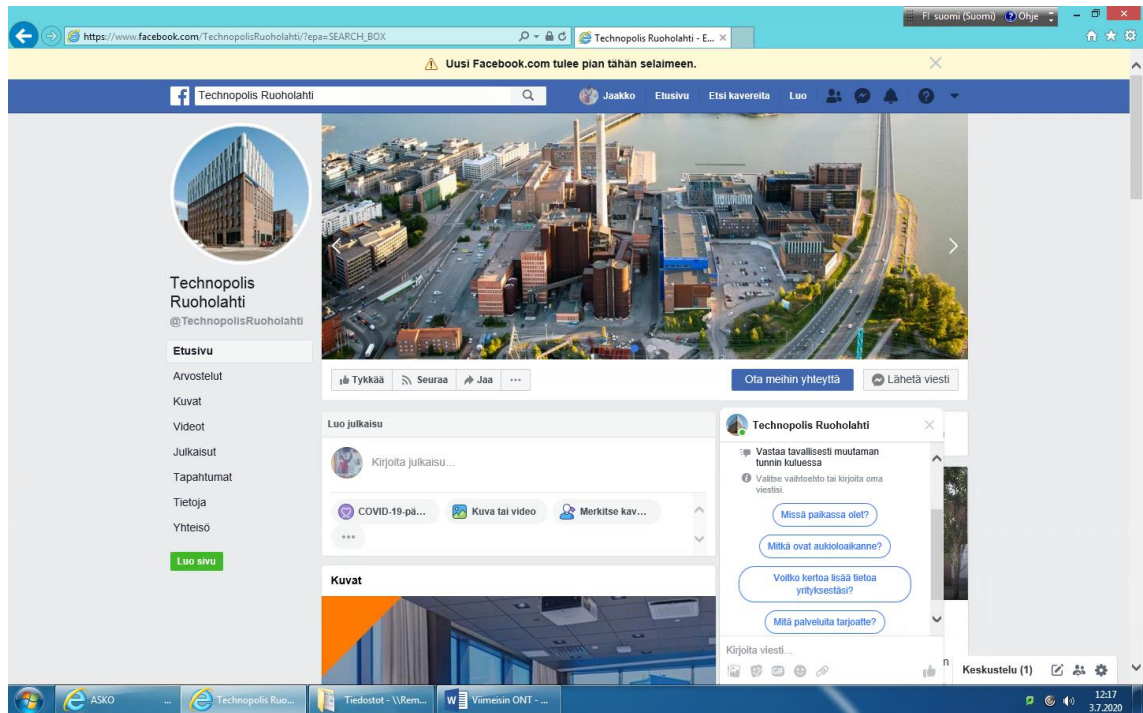 FI suomi (Suomi) Ohje
https://www.facebook.com/TechnopolisRuoholahti/?epa=SEARCH_BOX
Technopolis Ruoholahti - E...
Uusi Facebook.com tulee pian tähän selaimeen.
Technopolis Ruoholahti
Jaakko Etusivu Etsi kavereita Luo
Technopolis
Ruoholahti
@TechnopolisRuoholahti
Etusivu
Arvostelut
Kuvat
Videot
Julkaisut
Tapahtumat
Tietoja
Yhteisö
Luo sivu
Tykkää Seuraa Jaa ...
Ota meihin yhteyttä
Lähetä viesti
Luo julkaisu
Kirjoita julkaisu...
COVID-19-pä...
Kuva tai video
Merkitse kav...
...
Kuvat
Technopolis Ruoholahti
Vastaa tavallisesti muutaman
tunnin kuluessa
Valitse vaihtoehto tai kirjoita oma
viestisi.
Missä paikassa olet?
Mitkä ovat aukioloaikanne?
Voitko kertoa lisää tietoa
yrityksestäsi?
Mitä palveluita tarjoatte?
Kirjoita viesti...
GIF
n
Keskustelu (1)
ASKO ...
Technopolis Ruo...
Tiedostot - \\Rem...
Viimeisin ONT - ...
12:17
3.7.2020